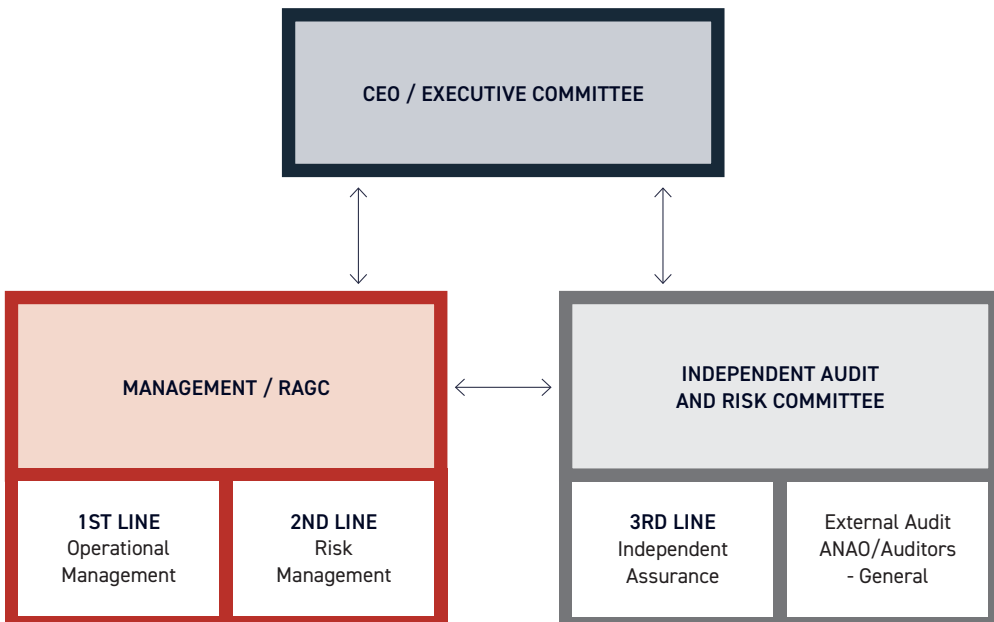 CEO / EXECUTIVE COMMITTEE
MANAGEMENT / RAGC
INDEPENDENT AUDIT
AND RISK COMMITTEE
1ST LINE
Operational
Management
2ND LINE
Risk
Management
3RD LINE
Independent
Assurance
External Audit
ANAO/Auditors
- General